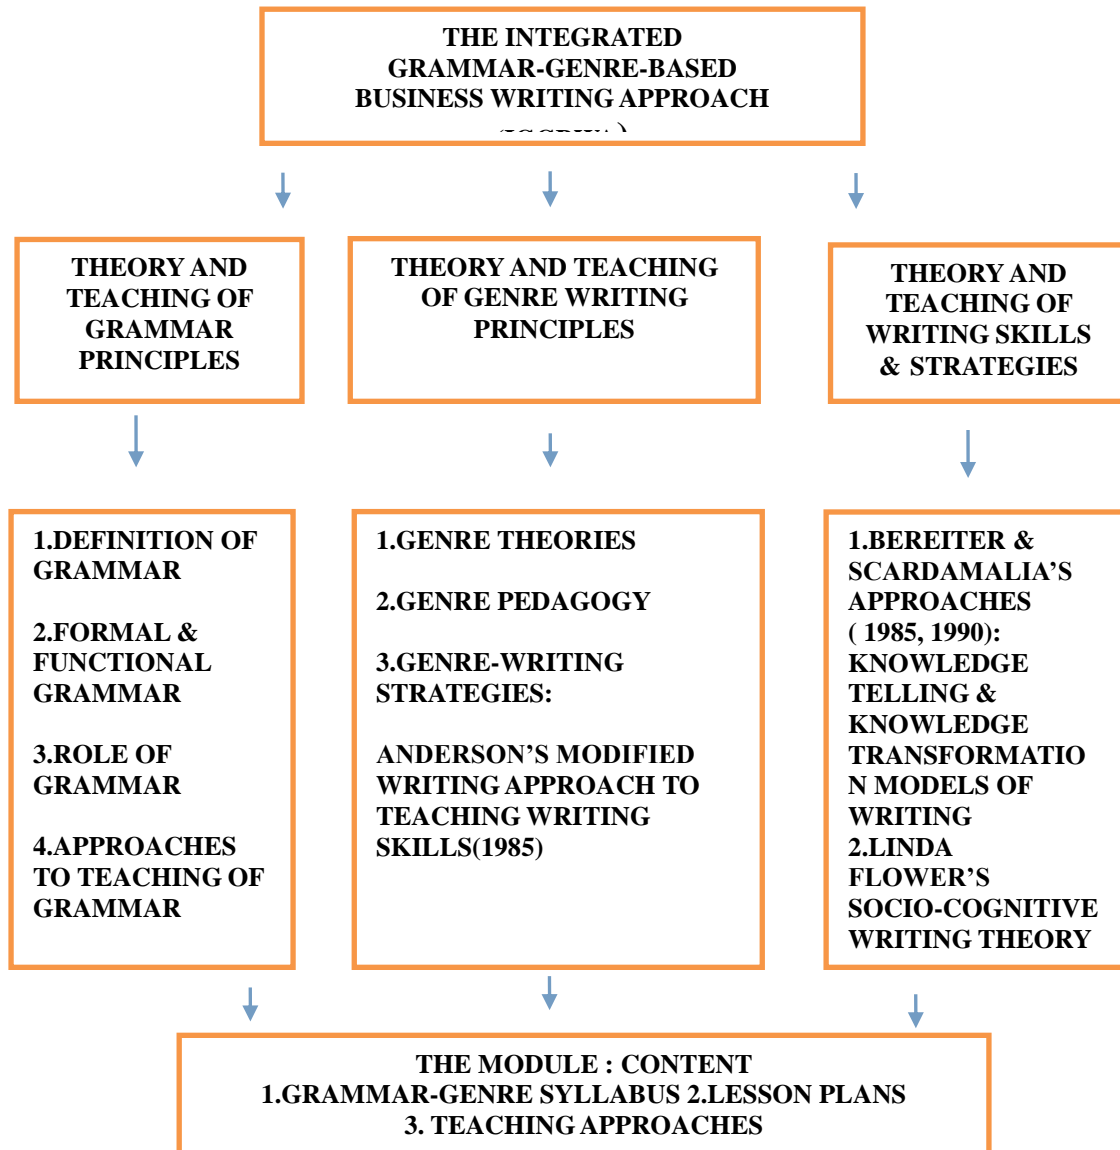 THE INTEGRATED
GRAMMAR-GENRE-BASED
BUSINESS WRITING APPROACH
THEORY AND
TEACHING OF
GRAMMAR
PRINCIPLES
THEORY AND TEACHING
OF GENRE WRITING
PRINCIPLES
THEORY AND
TEACHING OF
WRITING SKILLS
& STRATEGIES
1.DEFINITION OF
GRAMMAR
2.FORMAL &
FUNCTIONAL
GRAMMAR
3.ROLE OF
GRAMMAR
4.APPROACHES
TO TEACHING OF
GRAMMAR
1.GENRE THEORIES
2.GENRE PEDAGOGY
3.GENRE-WRITING
STRATEGIES:
ANDERSON’S MODIFIED
WRITING APPROACH TO
TEACHING WRITING
SKILLS(1985)
1.BEREITER &
SCARDAMALIA’S
APPROACHES
( 1985, 1990):
KNOWLEDGE
TELLING &
KNOWLEDGE
TRANSFORMATIO
N MODELS OF
WRITING
2.LINDA
FLOWER’S
SOCIO-COGNITIVE
WRITING THEORY
THE MODULE : CONTENT
1.GRAMMAR-GENRE SYLLABUS 2.LESSON PLANS
3. TEACHING APPROACHES